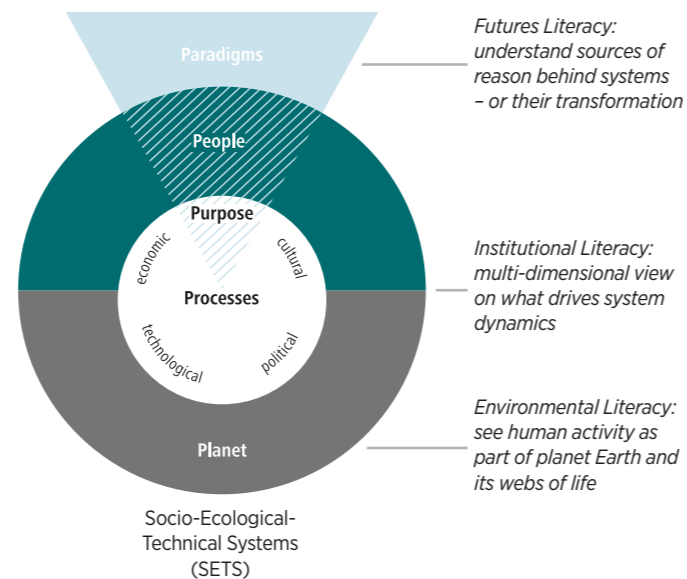 Paradigms
Futures Literacy:
understand sources of
reason behind systems
– or their transformation
People
Purpose
economic
cultural
Institutional Literacy:
multi-dimensional view
on what drives system
dynamics
Processes
technological
political
Environmental Literacy:
see human activity as
part of planet Earth and
its webs of life
Planet
Socio-Ecological-
Technical Systems
(SETS)